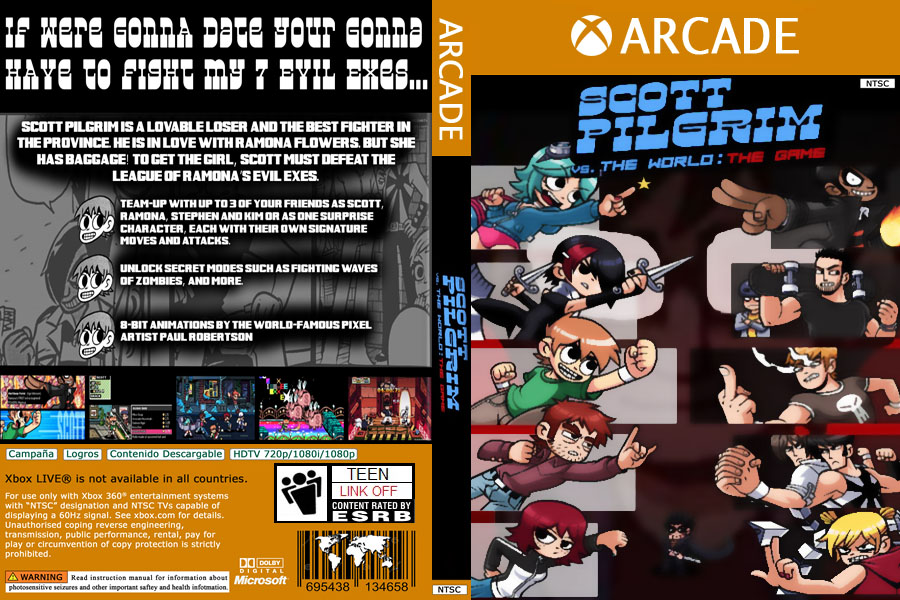 IF WERE GONNA DATE YOUR GONNA
HAVE TO FIGHT MY 7 EVIL EXES...
SCOTT PILGRIM IS A LOVABLE LOSER AND THE BEST FIGHTER IN
THE PROVINCE. HE IS IN LOVE WITH RAMONA FLOWERS. BUT SHE
HAS BAGGAGE! TO GET THE GIRL, SCOTT MUST DEFEAT THE
LEAGUE OF RAMONA'S EVIL EXES.
TEAM-UP WITH UP TO 3 OF YOUR FRIENDS AS SCOTT,
RAMONA, STEPHEN AND KIM OR AS ONE SURPRISE
CHARACTER, EACH WITH THEIR OWN SIGNATURE
MOVES AND ATTACKS.
UNLOCK SECRET MODES SUCH AS FIGHTING WAVES
OF ZOMBIES, AND MORE.
8-BIT ANIMATIONS BY THE WORLD-FAMOUS PIXEL
ARTIST PAUL ROBERTSON
Campaña
Logros
Contenido Descargable
HDTV 720p/1080i/1080p
Xbox LIVE® is not available in all countries.
For use only with Xbox 360® entertainment systems
with "NTSC" designation and NTSC TVs capable of
displaying a 60Hz signal. See xbox.com for details.
Unauthorised coping reverse engineering,
transmission, public performance, rental, pay for
play or circumvention of copy protection is strictly
prohibited.
WARNING Read instruction manual for information about
photosensitive seizures and other important saftey and health infotmation.
DOLBY
DIGITAL
Microsoft®
TEEN
LINK OFF
CONTENT RATED BY
ESRB
695438 134658
ARCADE
SCOTT
PILGRIM
VS. THE WORLD: THE GAME
NTSC
ARCADE
NTSC
SCOTT
PILGRIM
VS. THE WORLD: THE GAME